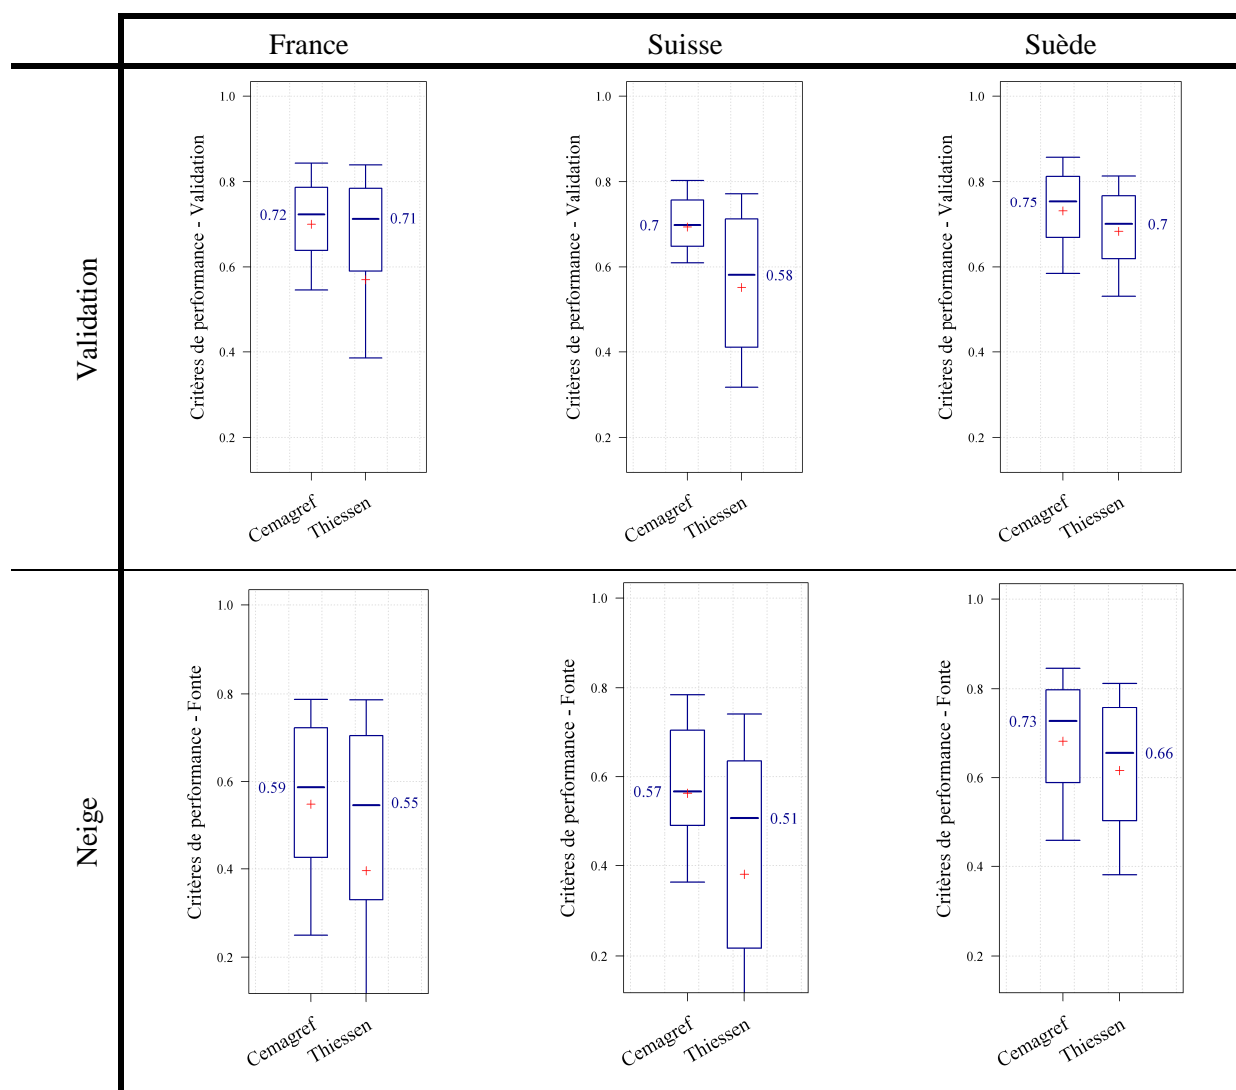 France Suisse Suède
Validation
Critères de performance - Validation
1.0
0.8
0.6
0.4
0.2
0.72
0.71
Cemagref
Thiessen
Critères de performance - Validation
1.0
0.8
0.6
0.4
0.2
0.7
0.58
Cemagref
Thiessen
Critères de performance - Validation
1.0
0.8
0.6
0.4
0.2
0.75
0.7
Cemagref
Thiessen
Neige
Critères de performance - Fonte
1.0
0.8
0.6
0.4
0.2
0.59
0.55
Cemagref
Thiessen
Critères de performance - Fonte
1.0
0.8
0.6
0.4
0.2
0.57
0.51
Cemagref
Thiessen
Critères de performance - Fonte
1.0
0.8
0.6
0.4
0.2
0.73
0.66
Cemagref
Thiessen